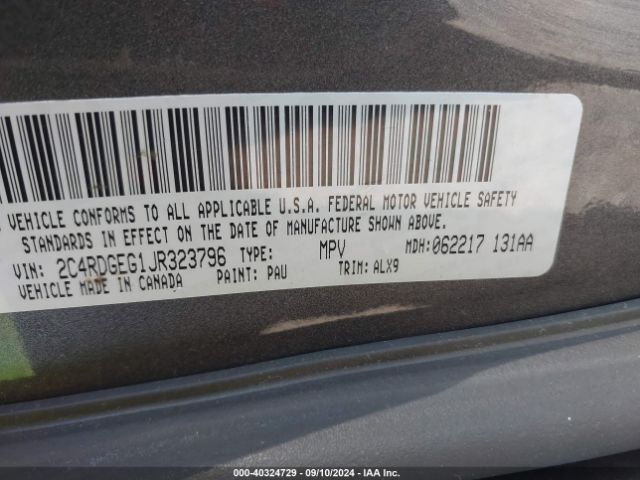 VEHICLE CONFORMS TO ALL APPLICABLE U.S.A. FEDERAL MOTOR VEHICLE SAFETY
STANDARDS IN EFFECT ON THE DATE OF MANUFACTURE SHOWN ABOVE.
VIN: 2C4RDGEG1JR323796 TYPE: MPV MDH:062217 131AA
VEHICLE MADE IN CANADA PAINT: PAU TRIM: ALX9
000-40324729 - 09/10/2024 - IAA Inc.